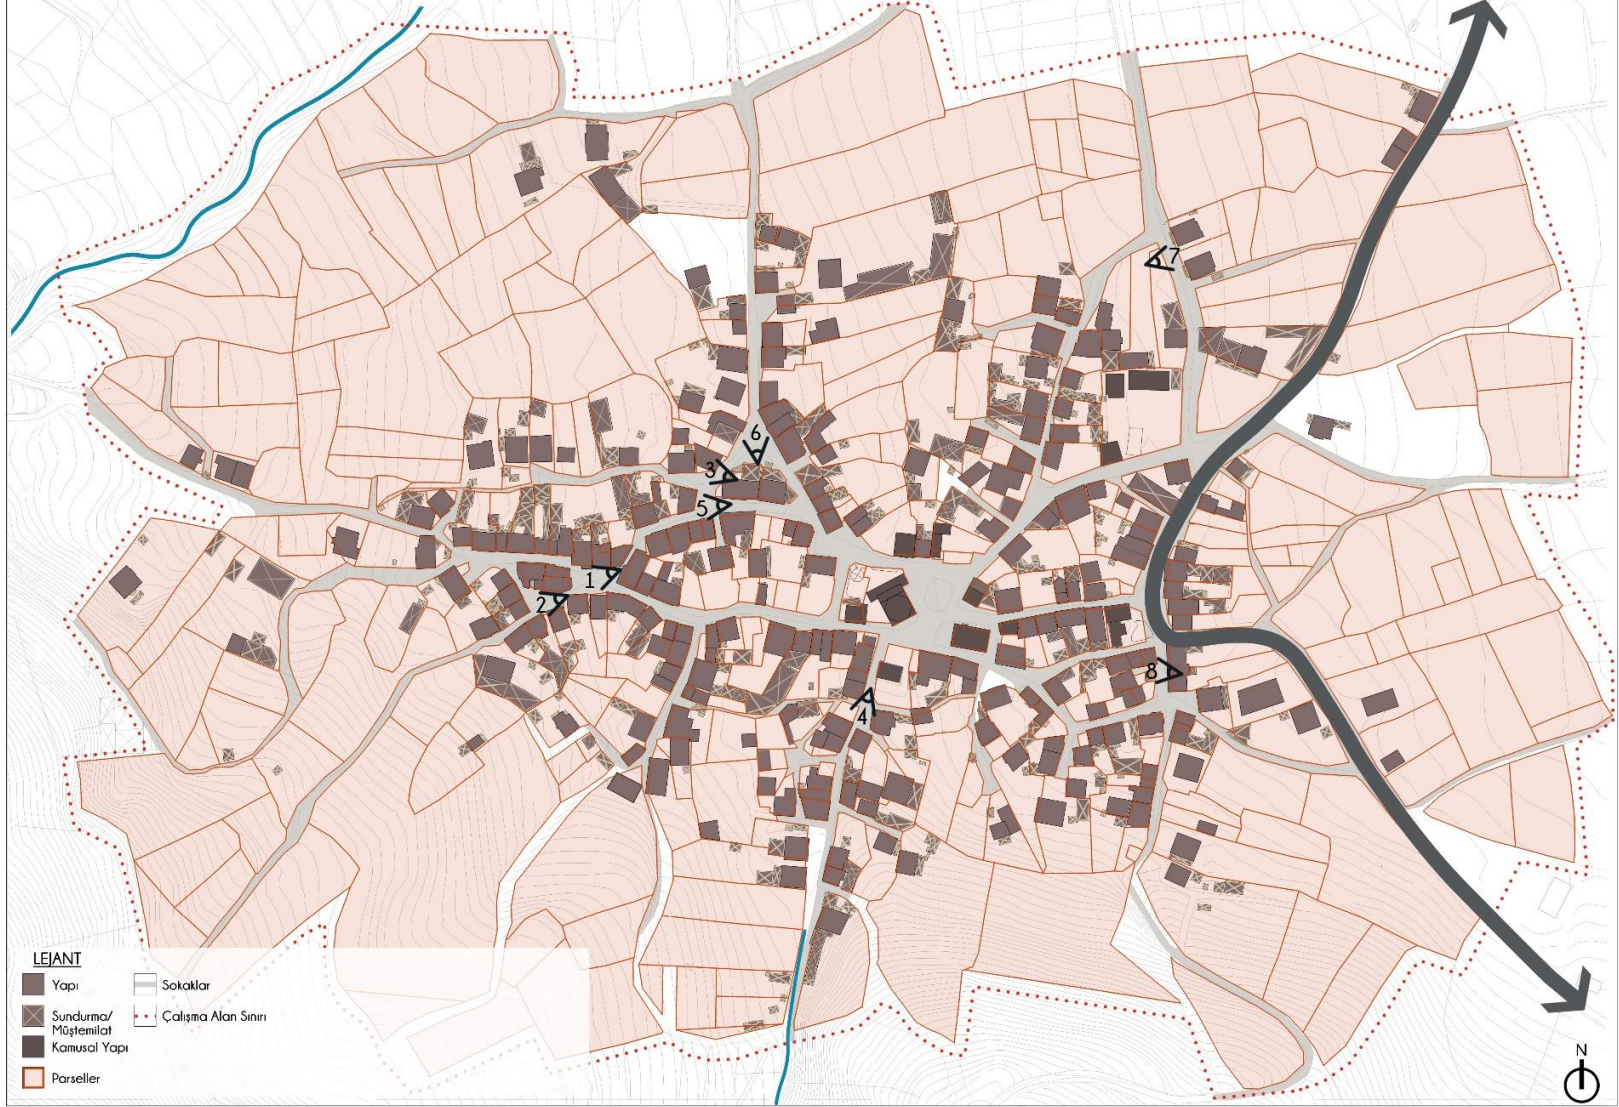 7
6
3
5
1
2
8
4
LEJANT
Yapı
Sokaklar
Sundurma/
Müştemilat
Çalışma Alan Sınırı
Kamusal Yapı
Parseller
N